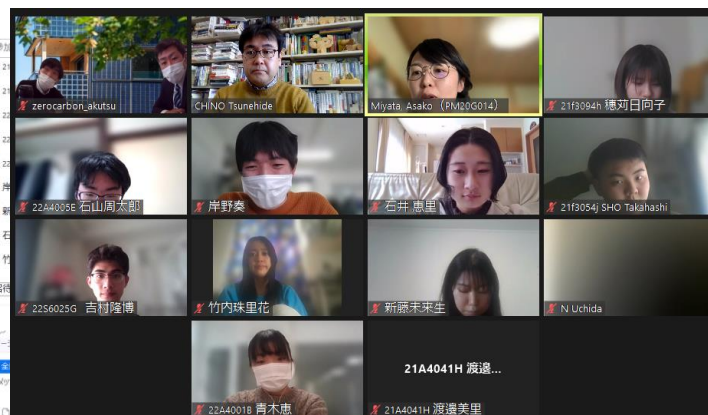 zerocarbon_akutsu
CHINO Tsunehide
Miyata, Asako (PM20G014)
21f3094h 穂苅日向子
22A4005E 石山周太郎
岸野奏
石井 恵里
21f3054j SHO Takahashi
22S6025G 吉村隆博
竹内珠里花
新藤未来生
N Uchida
22A4001B 青木恵
21A4041H 渡邊...
21A4041H 渡邊美里